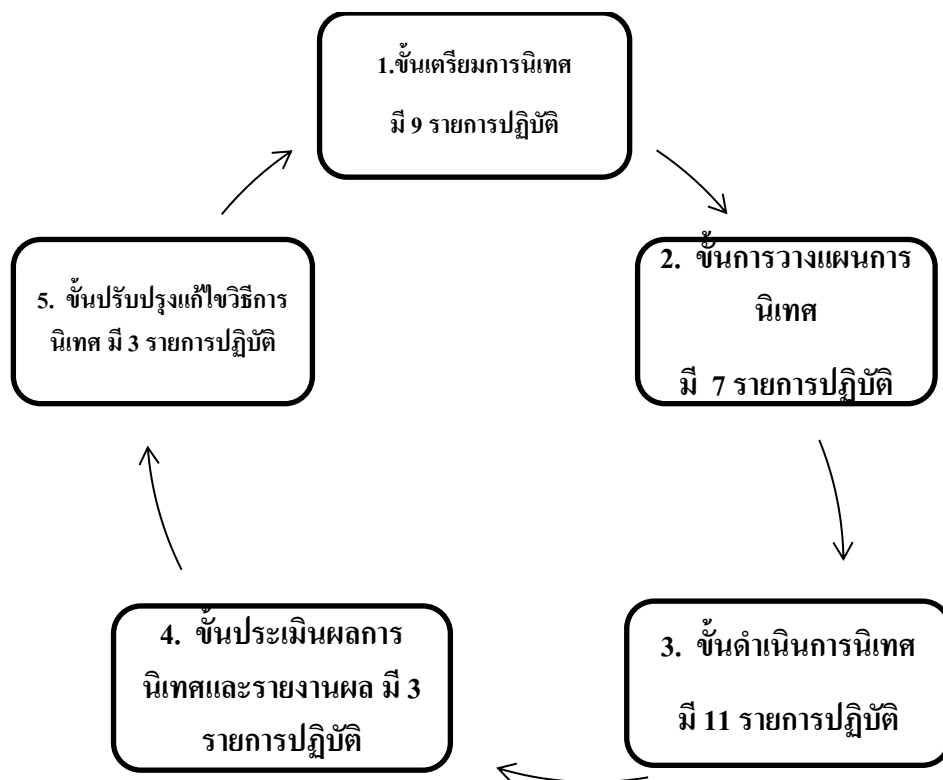 1.ขั้นเตรียมการนิเทศ
มี 9 รายการปฏิบัติ
2. ขั้นการวางแผนการ
นิเทศ
มี 7 รายการปฏิบัติ
3. ขั้นดำเนินการนิเทศ
มี 11 รายการปฏิบัติ
4. ขั้นประเมินผลการ
นิเทศและรายงานผล มี 3
รายการปฏิบัติ
5. ขั้นปรับปรุงแก้ไขวิธีการ
นิเทศ มี 3 รายการปฏิบัติ